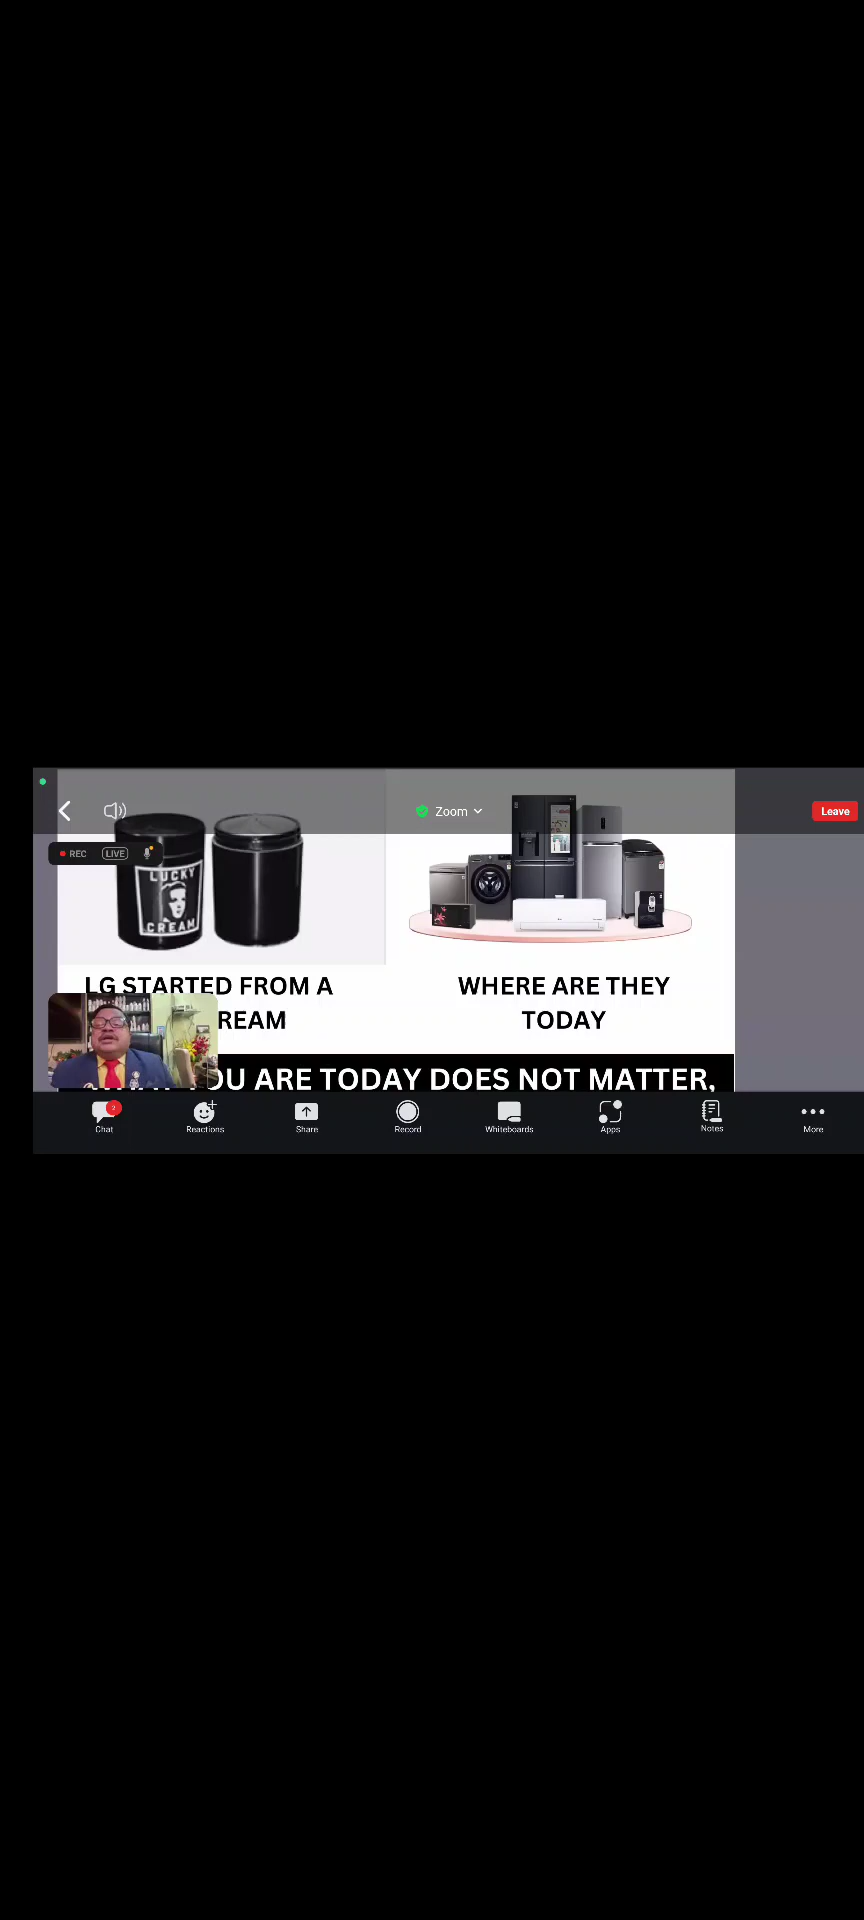 Zoom
Leave
REC LIVE
LUCKY
CREAM
LG STARTED FROM A
REAM
WHERE ARE THEY
TODAY
OU ARE TODAY DOES NOT MATTER,
2
Chat
Reactions
Share
Record
Whiteboards
Apps
Notes
More